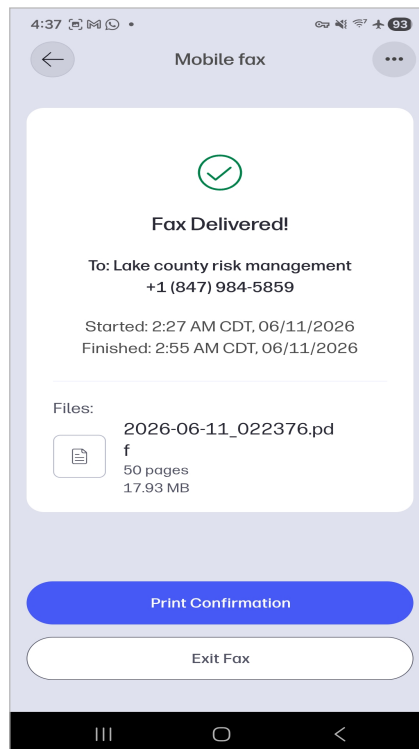 4:37
93
Mobile fax
Fax Delivered!
To: Lake county risk management
+1 (847) 984-5859
Started: 2:27 AM CDT, 06/11/2026
Finished: 2:55 AM CDT, 06/11/2026
Files:
2026-06-11_022376.pd
f
50 pages
17.93 MB
Print Confirmation
Exit Fax